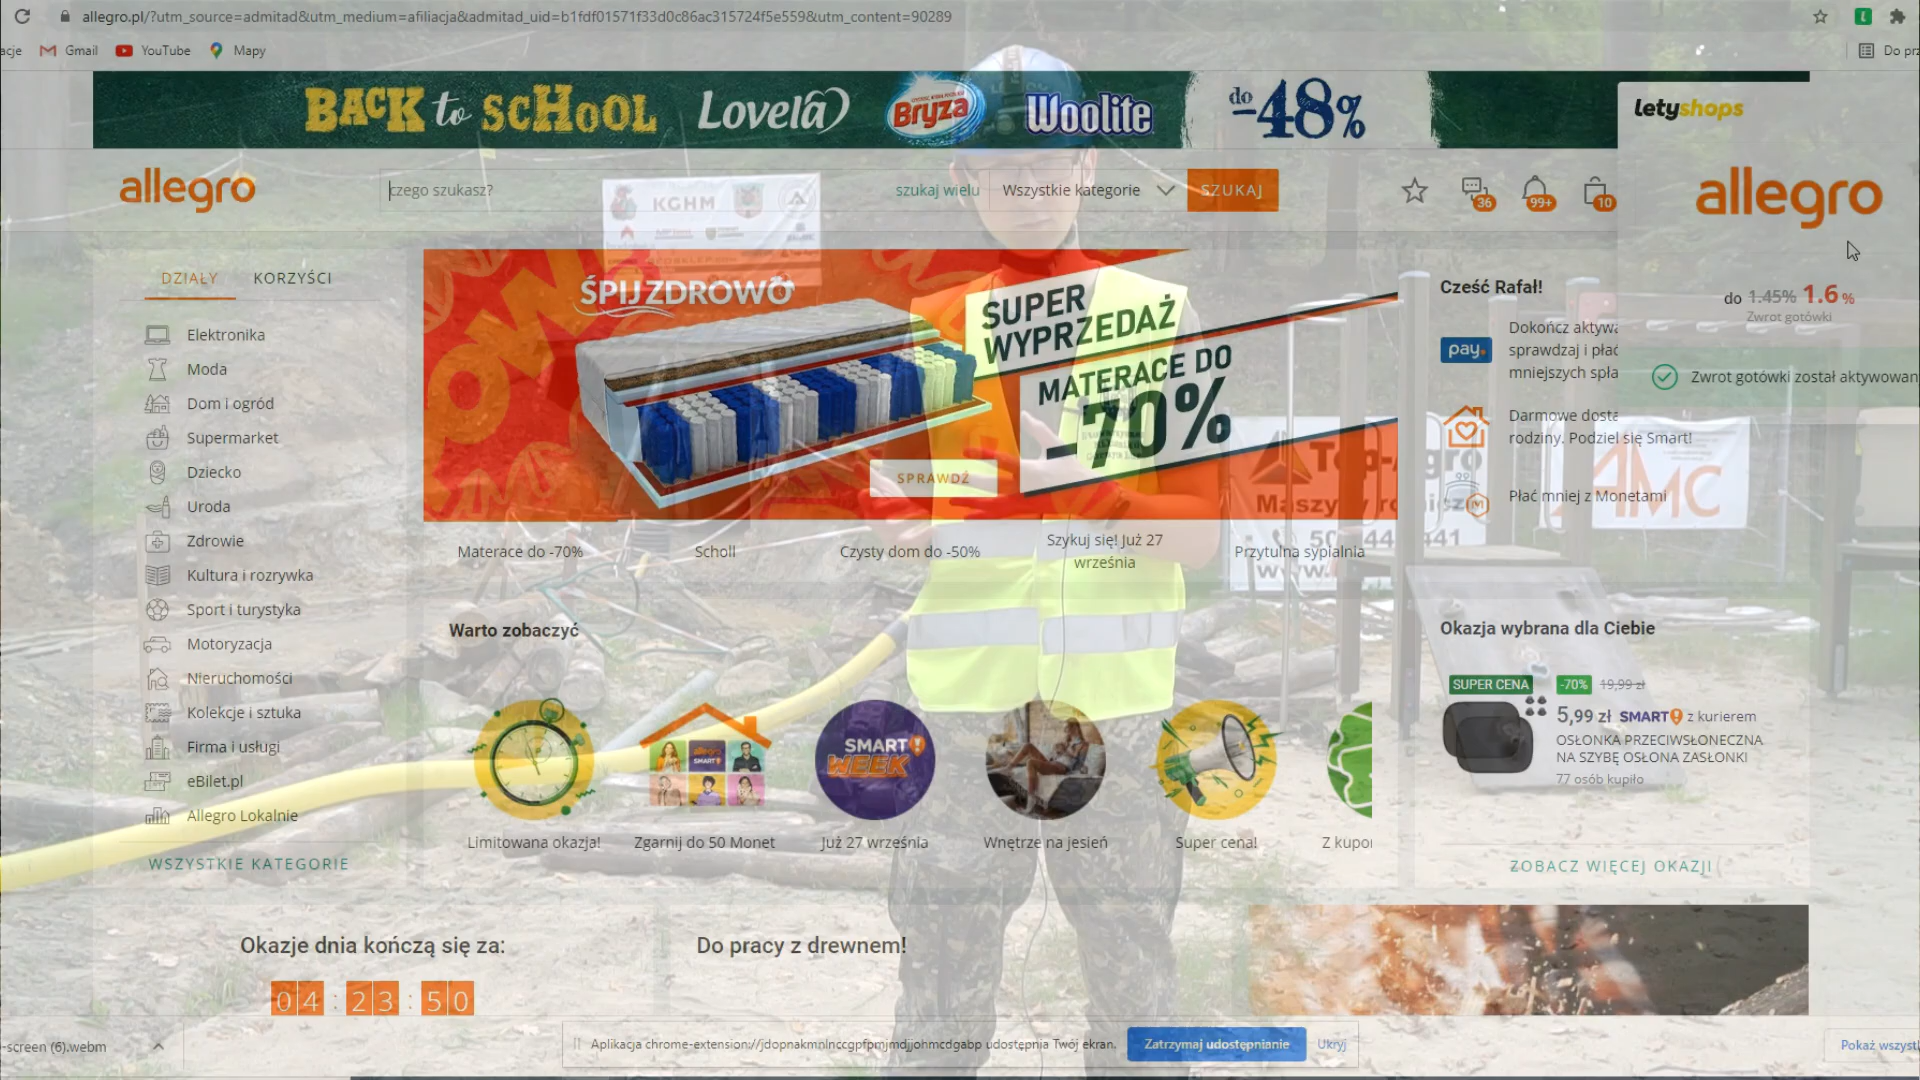 allegro.pl/?utm_source=admitad&utm_medium=afiliacja&admitad_uid=b1fdf01571f33d0c86ac315724f5e559&utm_content=90289
acje Gmail YouTube Mapy Do prz
BACK to SCHOOL Lovela Bryza Woolite do -48%
letyshops
allegro czego szukasz? szukaj wielu Wszystkie kategorie SZUKAJ 36 99+ 10
allegro
KGHM
DZIAŁY KORZYŚCI
Elektronika
Moda
Dom i ogród
Supermarket
Dziecko
Uroda
Zdrowie
Kultura i rozrywka
Sport i turystyka
Motoryzacja
Nieruchomości
Kolekcje i sztuka
Firma i usługi
eBilet.pl
Allegro Lokalnie
WSZYSTKIE KATEGORIE
ŚPIJ ZDROWO
SUPER
WYPRZEDAŻ
MATERACE DO
-70%
SPRAWDŹ
Materace do -70%
Scholl
Czysty dom do -50%
Szykuj się! Już 27
września
Przytulna sypialnia
Cześć Rafał!
pay
Dokończ aktywa
sprawdzaj i płać
mniejszych spła
Darmowe dosta
rodziny. Podziel się Smart!
Płać mniej z Monetami
do 1.45% 1.6%
Zwrot gotówki
Zwrot gotówki został aktywowan
AMC
www.
Warto zobaczyć
allegro
SMART!
SMART!
WEEK
Limitowana okazja!
Zgarnij do 50 Monet
Już 27 września
Wnętrze na jesień
Super cena!
Z kupo
Okazja wybrana dla Ciebie
SUPER CENA -70% 19,99 zł
5,99 zł SMART! z kurierem
OSŁONKA PRZECIWSŁONECZNA
NA SZYBĘ OSŁONA ZASŁONKI
77 osób kupiło
ZOBACZ WIĘCEJ OKAZJI
Okazje dnia kończą się za:
04 : 23 : 50
Do pracy z drewnem!
-screen (6).webm
Aplikacja chrome-extension://jdopnakmnlnccgpfpmjmdjjohmcdgabp udostępnia Twój ekran.
Zatrzymaj udostępnianie
Ukryj
Pokaż wszyst